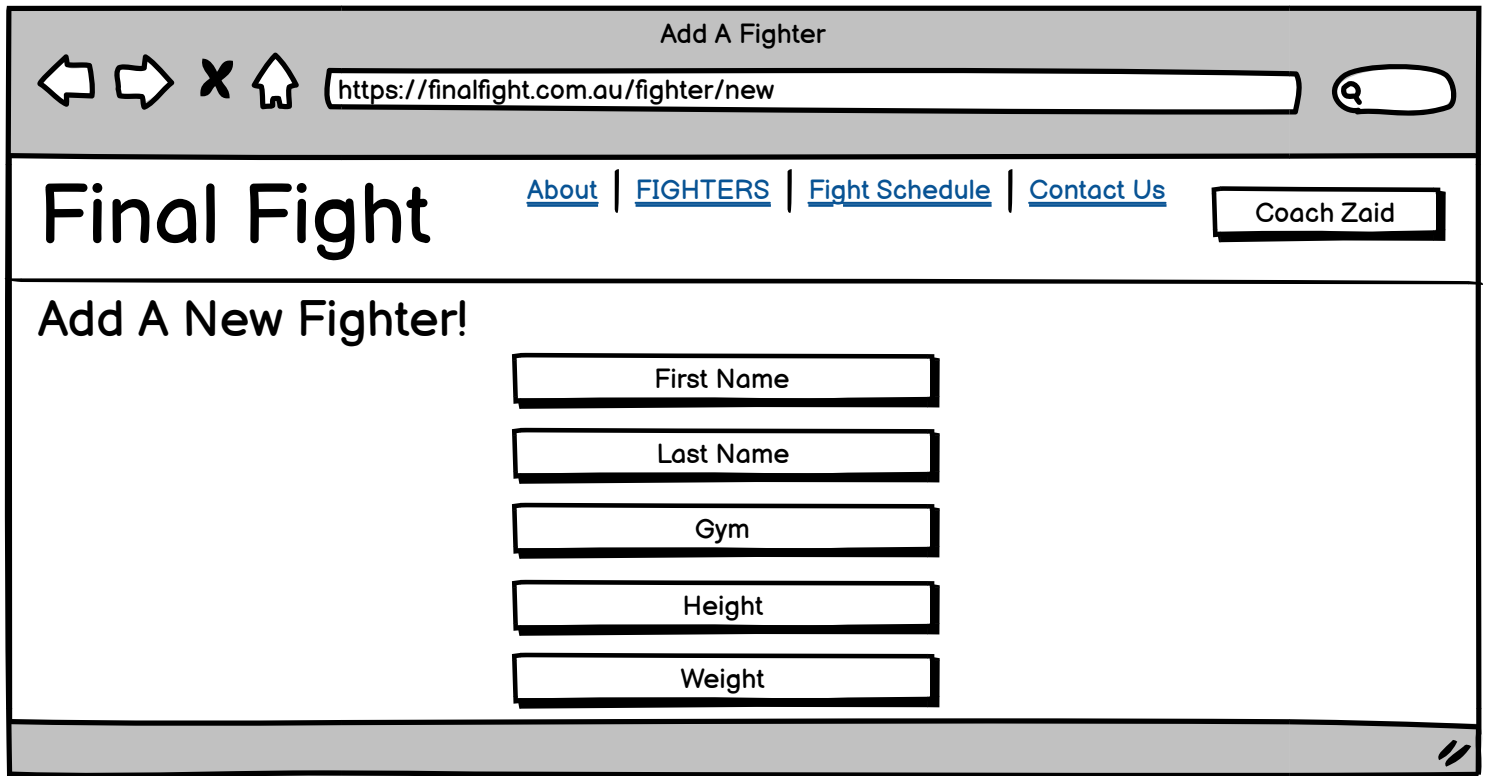 Add A Fighter
https://finalfight.com.au/fighter/new
Final Fight
About | FIGHTERS | Fight Schedule | Contact Us
Coach Zaid
Add A New Fighter!
First Name
Last Name
Gym
Height
Weight